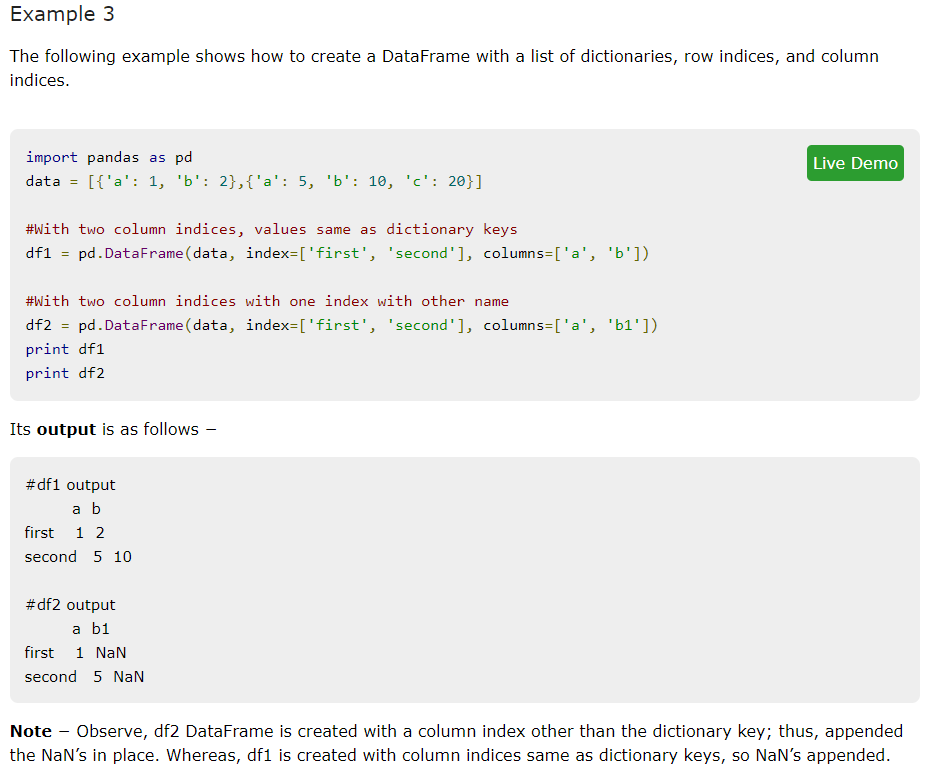 Example 3
The following example shows how to create a DataFrame with a list of dictionaries, row indices, and column
indices.
import pandas as pd
Live Demo
data = [{'a': 1, 'b': 2},{'a': 5, 'b': 10, 'c': 20}]
#With two column indices, values same as dictionary keys
df1 = pd.DataFrame(data, index=['first', 'second'], columns=['a', 'b'])
#With two column indices with one index with other name
df2 = pd.DataFrame(data, index=['first', 'second'], columns=['a', 'b1'])
print df1
print df2
Its output is as follows −
#df1 output
a b
first 1 2
second 5 10
#df2 output
a b1
first 1 NaN
second 5 NaN
Note − Observe, df2 DataFrame is created with a column index other than the dictionary key; thus, appended
the NaN’s in place. Whereas, df1 is created with column indices same as dictionary keys, so NaN’s appended.